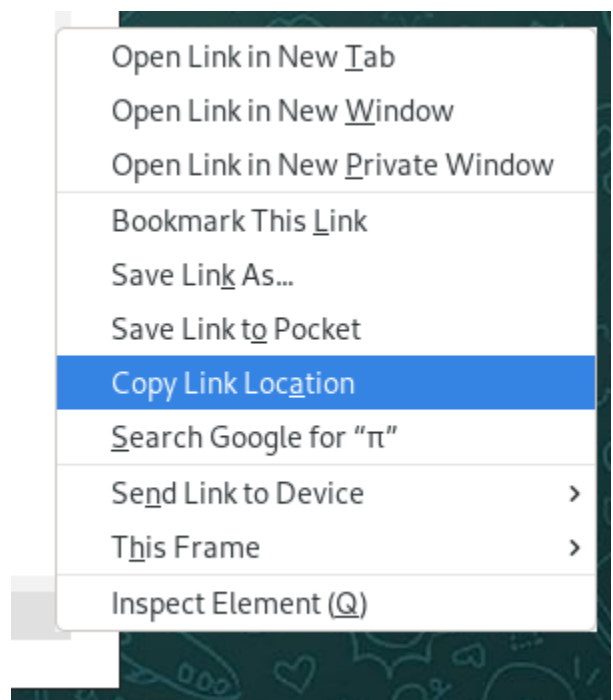 Open Link in New Tab
Open Link in New Window
Open Link in New Private Window
Bookmark This Link
Save Link As...
Save Link to Pocket
Copy Link Location
Search Google for “π”
Send Link to Device
This Frame
Inspect Element (Q)